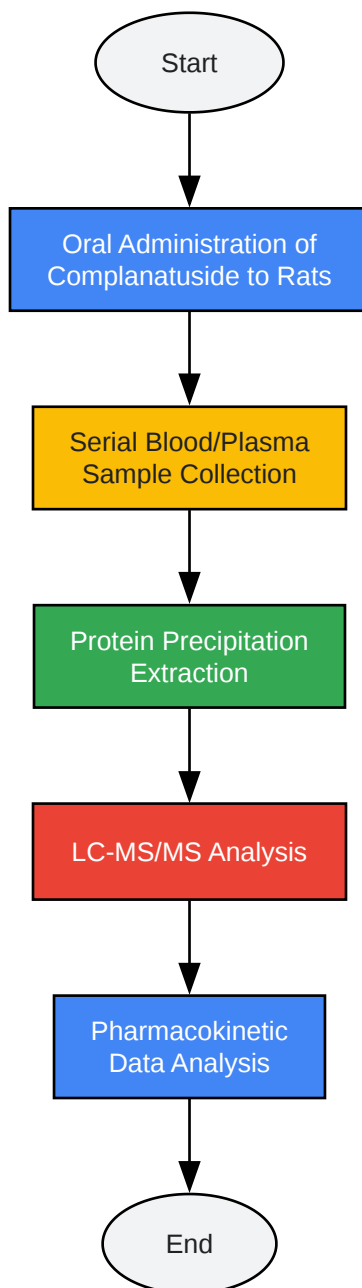 Start
Oral Administration of
Complanatuside to Rats
Serial Blood/Plasma
Sample Collection
Protein Precipitation
Extraction
LC-MS/MS Analysis
Pharmacokinetic
Data Analysis
End